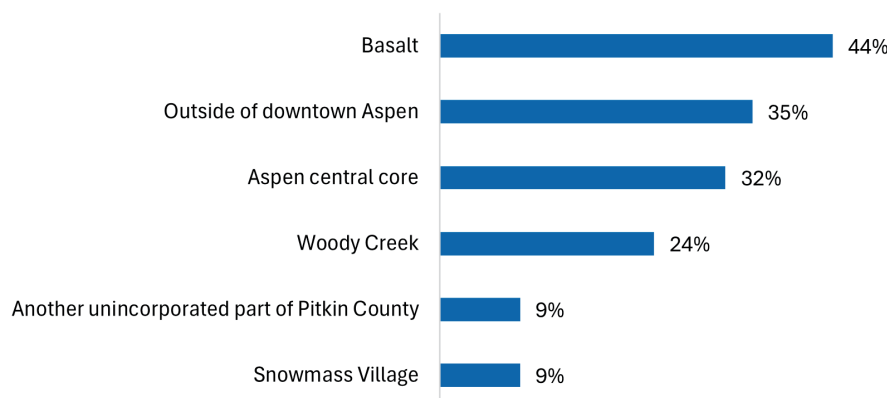 Basalt 44%
Outside of downtown Aspen 35%
Aspen central core 32%
Woody Creek 24%
Another unincorporated part of Pitkin County 9%
Snowmass Village 9%